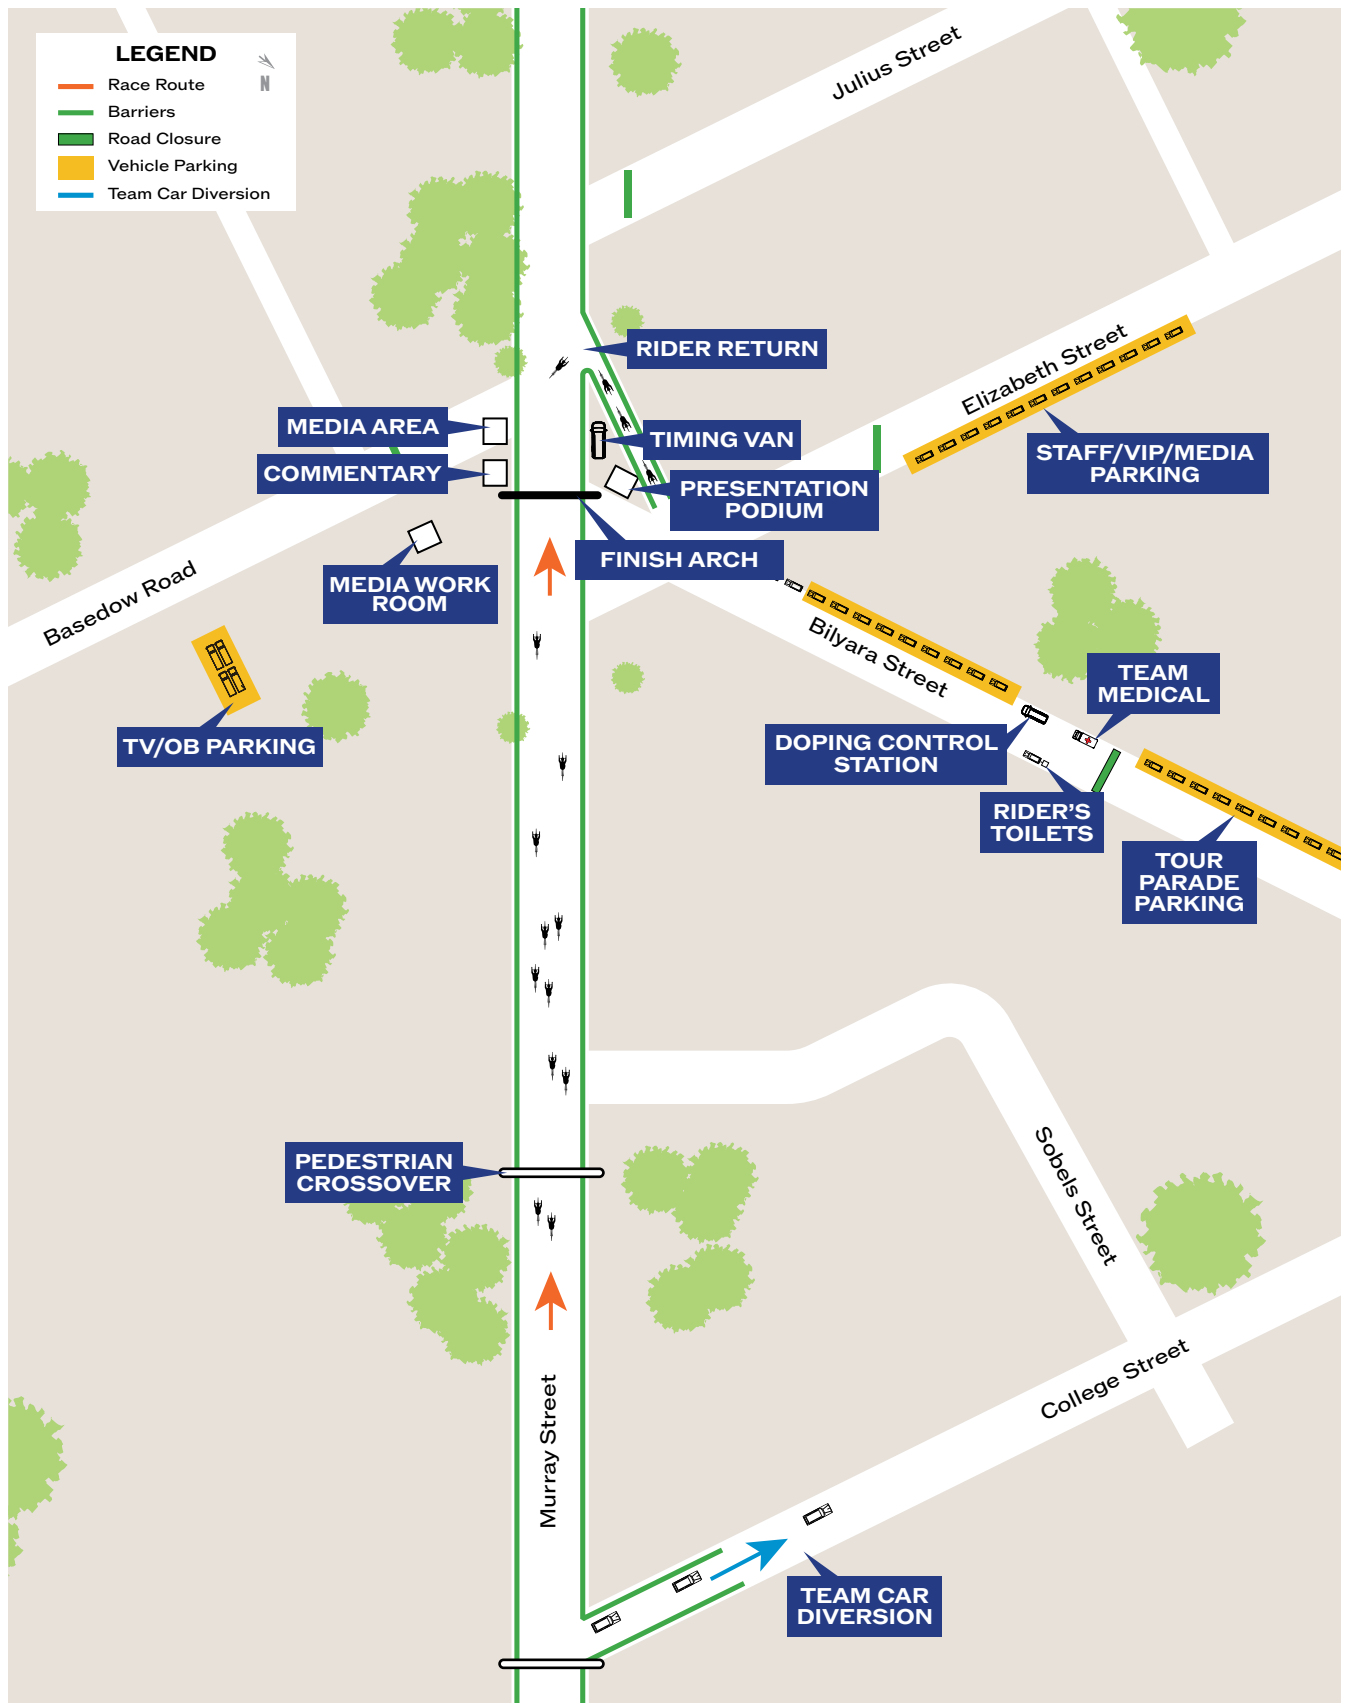 LEGEND
N
Race Route
Barriers
Road Closure
Vehicle Parking
Team Car Diversion
Julius Street
RIDER RETURN
Elizabeth Street
MEDIA AREA
TIMING VAN
COMMENTARY
STAFF/VIP/MEDIA
PARKING
PRESENTATION
PODIUM
FINISH ARCH
MEDIA WORK
ROOM
Basedow Road
Bilyara Street
TEAM
MEDICAL
TV/OB PARKING
DOPING CONTROL
STATION
RIDER'S
TOILETS
TOUR
PARADE
PARKING
PEDESTRIAN
CROSSOVER
Sobels Street
College Street
Murray Street
TEAM CAR
DIVERSION